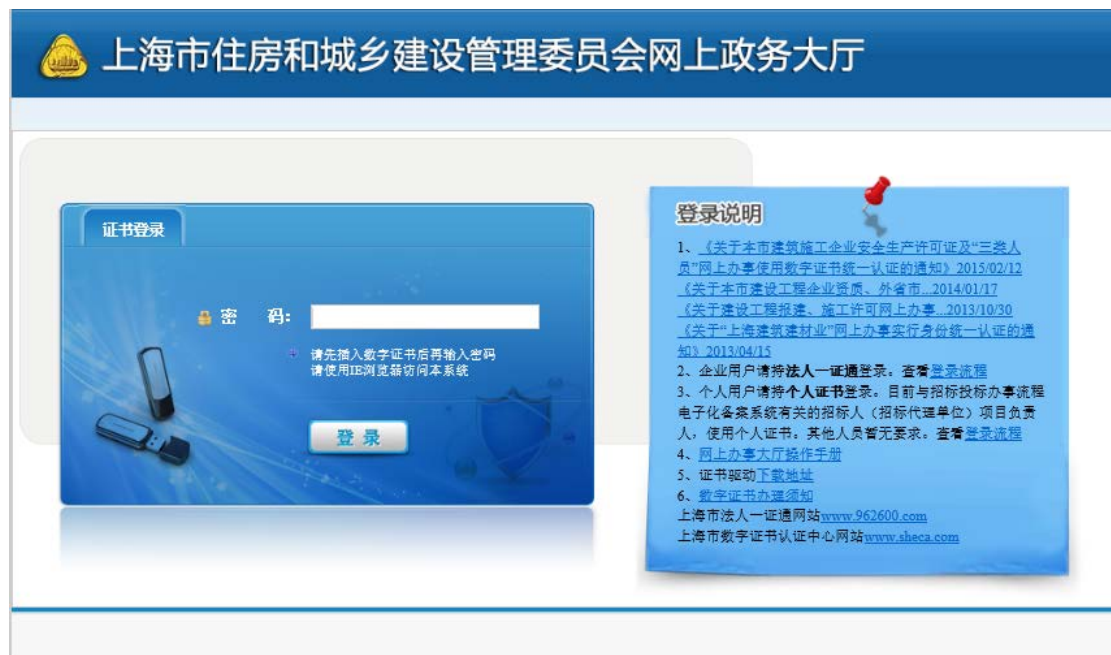 上海市住房和城乡建设管理委员会网上政务大厅
证书登录
密 码:
请先插入数字证书后再输入密码
请使用IE浏览器访问本系统
登 录
登录说明
1、《关于本市建筑施工企业安全生产许可证及“三类人
员”网上办事使用数字证书统一认证的通知》2015/02/12
《关于本市建设工程企业资质、外省市...2014/01/17
《关于建设工程报建、施工许可网上办事...2013/10/30
《关于“上海建筑建材业”网上办事实行身份统一认证的通
知》2013/04/15
2、企业用户请持法人一证通登录。查看登录流程
3、个人用户请持个人证书登录。目前与招标投标办事流程
电子化备案系统有关的招标人（招标代理单位）项目负责
人，使用个人证书。其他人员暂无要求。查看登录流程
4、网上办事大厅操作手册
5、证书驱动下载地址
6、数字证书办理须知
上海市法人一证通网站www.962600.com
上海市数字证书认证中心网站www.sheca.com